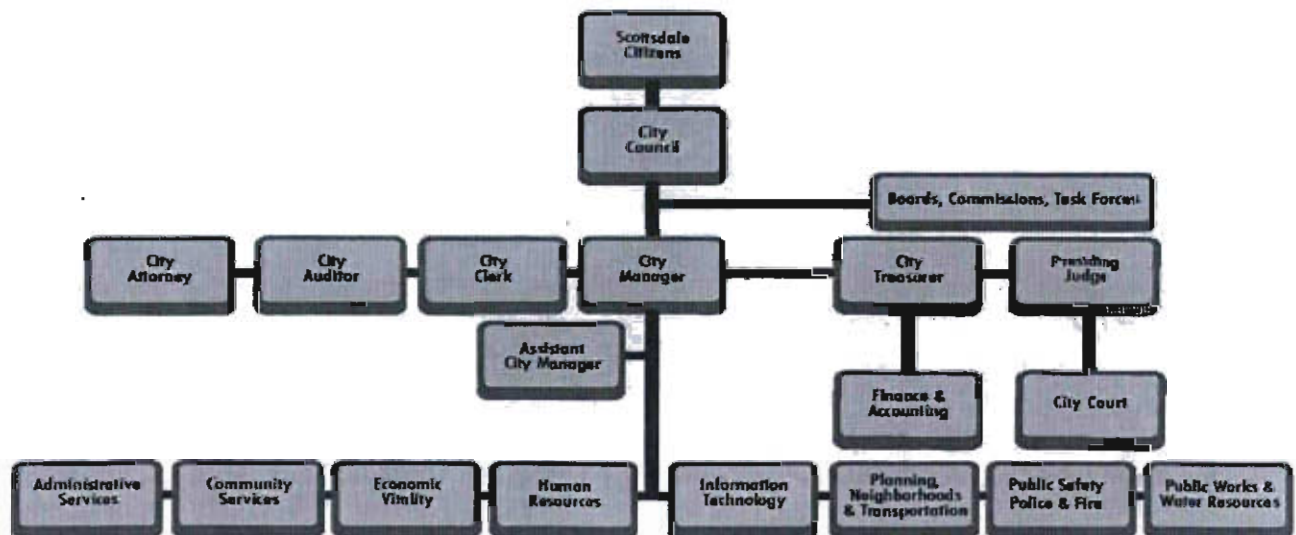 Scottsdale
Citizens
City
Council
Boards, Commissions, Task Forces
City
Attorney
City
Auditor
City
Clerk
City
Manager
City
Treasurer
Presiding
Judge
Assistant
City Manager
Finance &
Accounting
City Court
Administrative
Services
Community
Services
Economic
Vitality
Human
Resources
Information
Technology
Planning,
Neighborhoods
& Transportation
Public Safety
Police & Fire
Public Works &
Water Resources